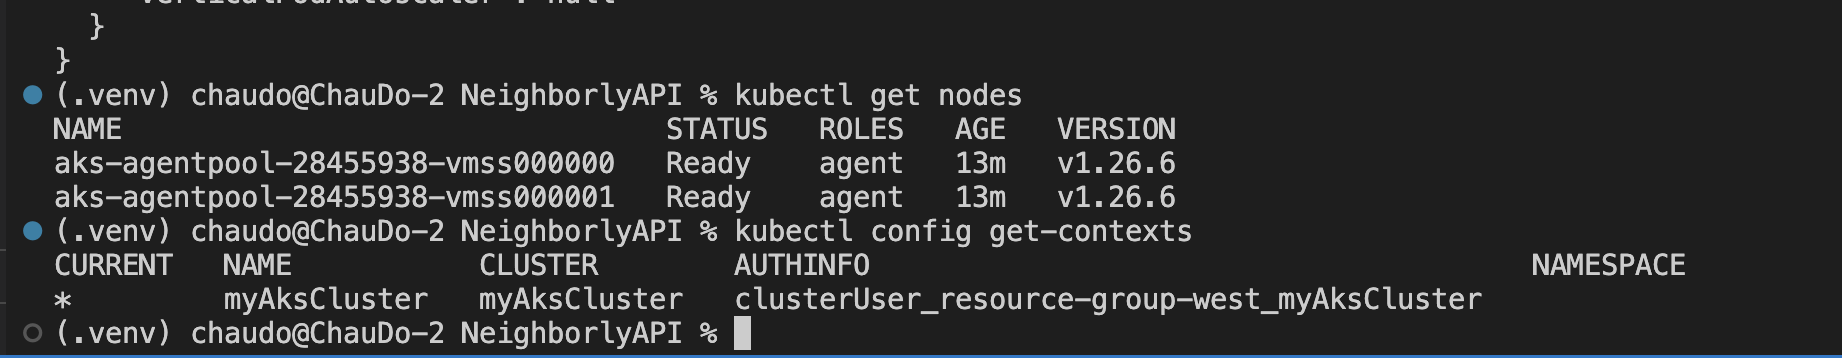 }
}
(.venv) chaudo@ChauDo-2 NeighborlyAPI % kubectl get nodes
NAME STATUS ROLES AGE VERSION
aks-agentpool-28455938-vmss000000 Ready agent 13m v1.26.6
aks-agentpool-28455938-vmss000001 Ready agent 13m v1.26.6
(.venv) chaudo@ChauDo-2 NeighborlyAPI % kubectl config get-contexts
CURRENT NAME CLUSTER AUTHINFO NAMESPACE
* myAksCluster myAksCluster clusterUser_resource-group-west_myAksCluster
(.venv) chaudo@ChauDo-2 NeighborlyAPI %